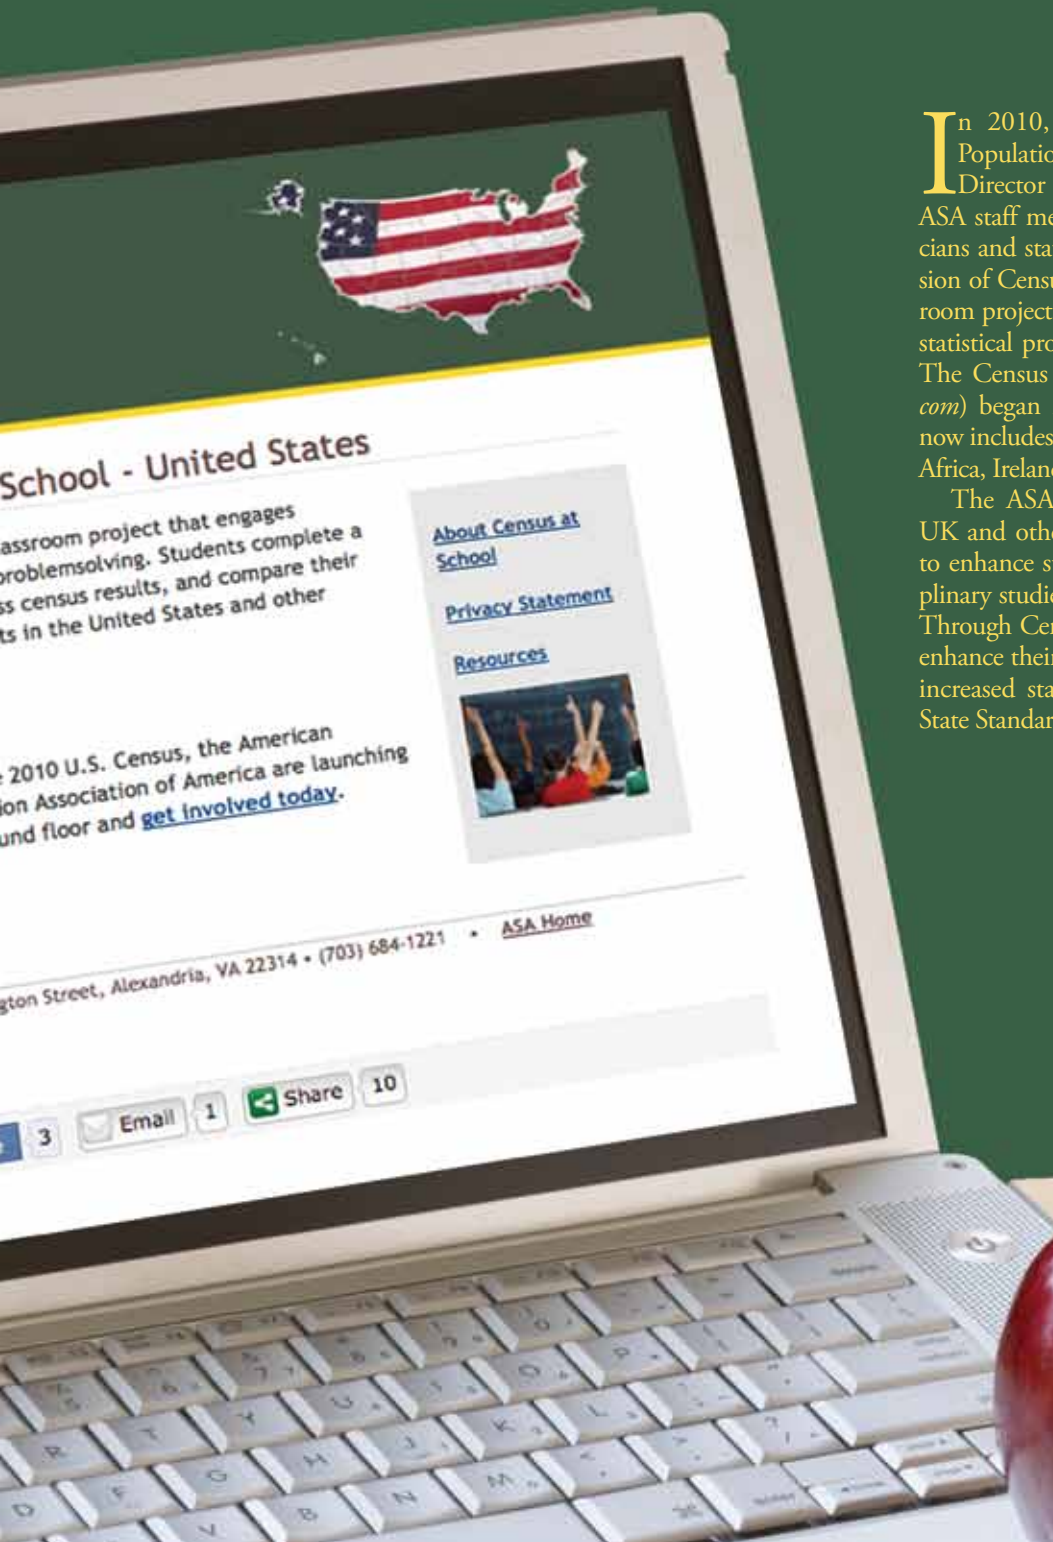 School - United States
assroom project that engages
problemsolving. Students complete a
ss census results, and compare their
ts in the United States and other
2010 U.S. Census, the American
ion Association of America are launching
und floor and get involved today.
About Census at
School
Privacy Statement
Resources
gton Street, Alexandria, VA 22314 • (703) 684-1221 • ASA Home
3 Email 1 Share 10
In 2010,
Populatio
Director
ASA staff me
cians and sta
sion of Censu
room project
statistical pro
The Census
com) began
now includes
Africa, Irelan
The ASA
UK and othe
to enhance s
plinary studie
Through Cen
enhance their
increased sta
State Standar
R T Y U I O P
D F G H J K L
V B N M